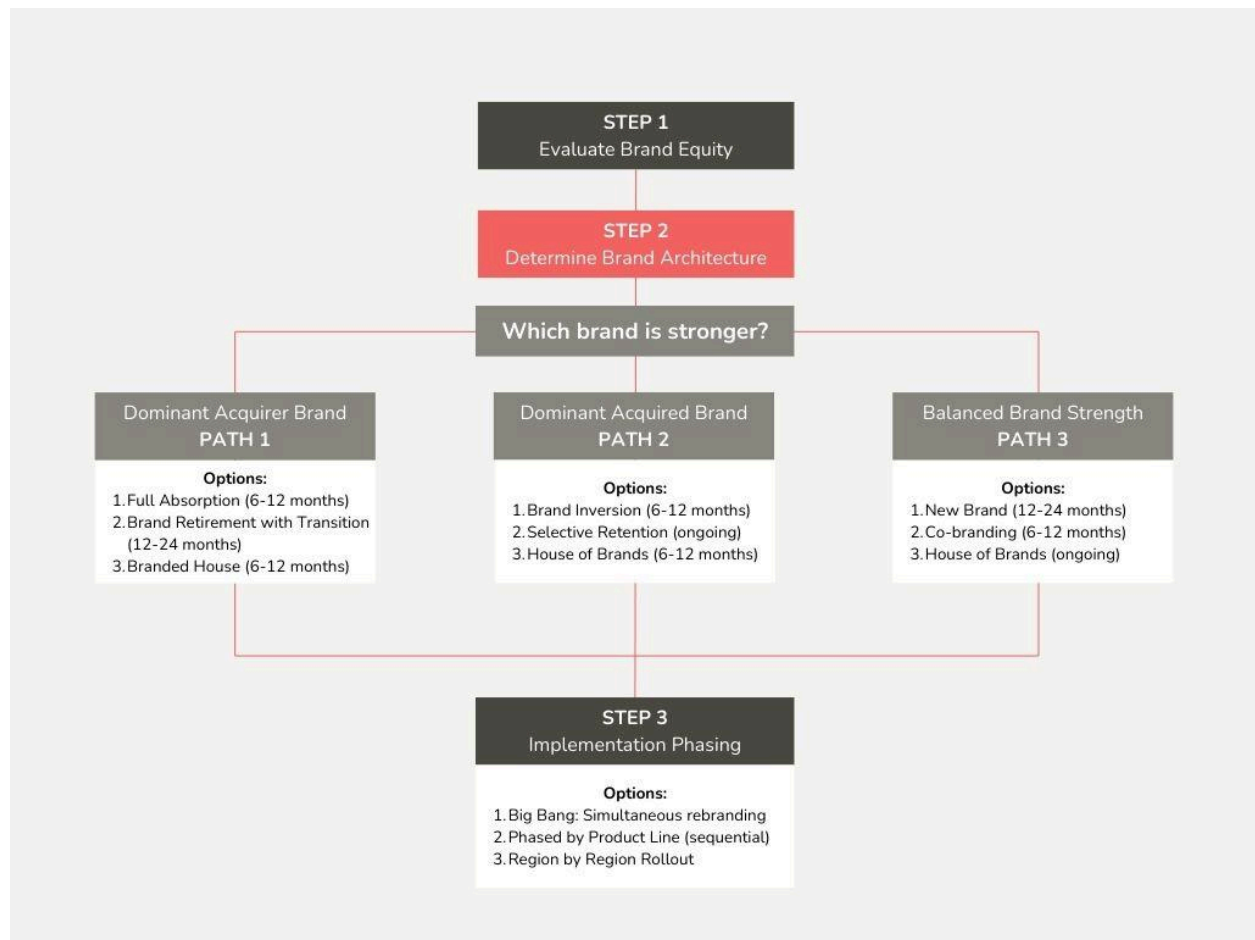 STEP 1
Evaluate Brand Equity
STEP 2
Determine Brand Architecture
Which brand is stronger?
Dominant Acquirer Brand
PATH 1
Options:
1. Full Absorption (6-12 months)
2. Brand Retirement with Transition
(12-24 months)
3. Branded House (6-12 months)
Dominant Acquired Brand
PATH 2
Options:
1. Brand Inversion (6-12 months)
2. Selective Retention (ongoing)
3. House of Brands (6-12 months)
Balanced Brand Strength
PATH 3
Options:
1. New Brand (12-24 months)
2. Co-branding (6-12 months)
3. House of Brands (ongoing)
STEP 3
Implementation Phasing
Options:
1. Big Bang: Simultaneous rebranding
2. Phased by Product Line (sequential)
3. Region by Region Rollout